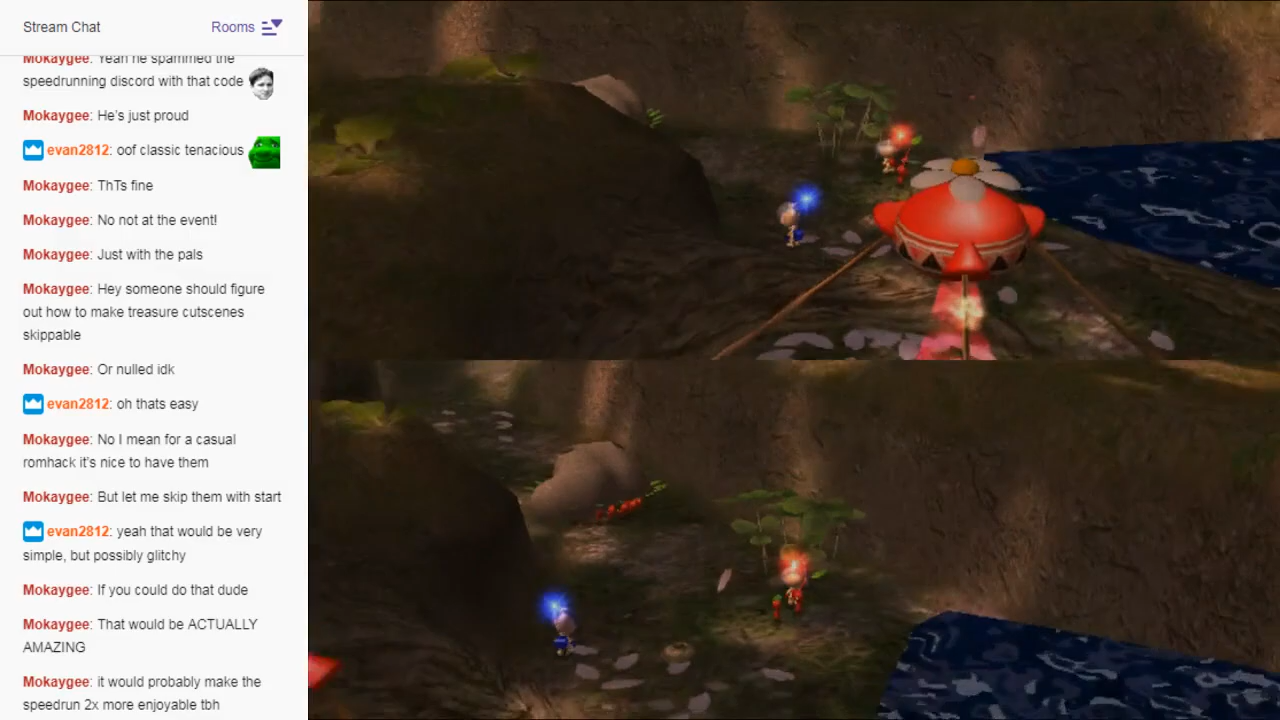 Stream Chat
Rooms
Mokaygee: Yeah he spammed the
speedrunning discord with that code
Mokaygee: He's just proud
evan2812: oof classic tenacious
Mokaygee: ThTs fine
Mokaygee: No not at the event!
Mokaygee: Just with the pals
Mokaygee: Hey someone should figure
out how to make treasure cutscenes
skippable
Mokaygee: Or nulled idk
evan2812: oh thats easy
Mokaygee: No I mean for a casual
romhack it's nice to have them
Mokaygee: But let me skip them with start
evan2812: yeah that would be very
simple, but possibly glitchy
Mokaygee: If you could do that dude
Mokaygee: That would be ACTUALLY
AMAZING
Mokaygee: it would probably make the
speedrun 2x more enjoyable tbh